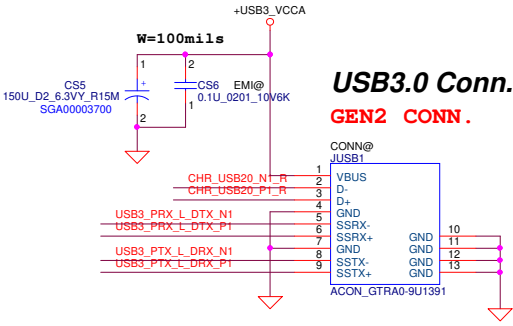 +USB3_VCCA
W=100mils
1
2
CS5
+
CS6
EMI@
150U_D2_6.3VY_R15M
0.1U_0201_10V6K
SGA00003700
2
1
USB3.0 Conn.
GEN2 CONN.
CONN@
JUSB1
1
VBUS
CHR_USB20_N1_R
2
D-
CHR_USB20_P1_R
3
D+
4
GND
USB3_PRX_L_DTX_N1
5
SSRX-
USB3_PRX_L_DTX_P1
6
SSRX+
GND
10
7
GND
GND
11
USB3_PTX_L_DRX_N1
8
SSTX-
GND
12
USB3_PTX_L_DRX_P1
9
SSTX+
GND
13
ACON_GTRA0-9U1391